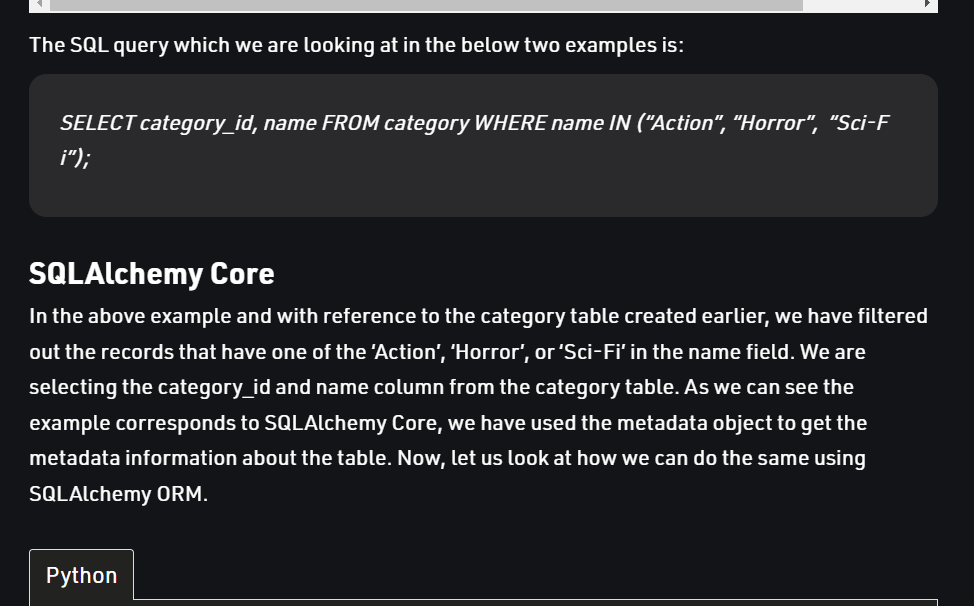 The SQL query which we are looking at in the below two examples is:
SELECT category_id, name FROM category WHERE name IN (“Action”, “Horror”,  “Sci-F
i”);
SQLAlchemy Core
In the above example and with reference to the category table created earlier, we have filtered
out the records that have one of the ‘Action’, ‘Horror’, or ‘Sci-Fi’ in the name field. We are
selecting the category_id and name column from the category table. As we can see the
example corresponds to SQLAlchemy Core, we have used the metadata object to get the
metadata information about the table. Now, let us look at how we can do the same using
SQLAlchemy ORM.
Python